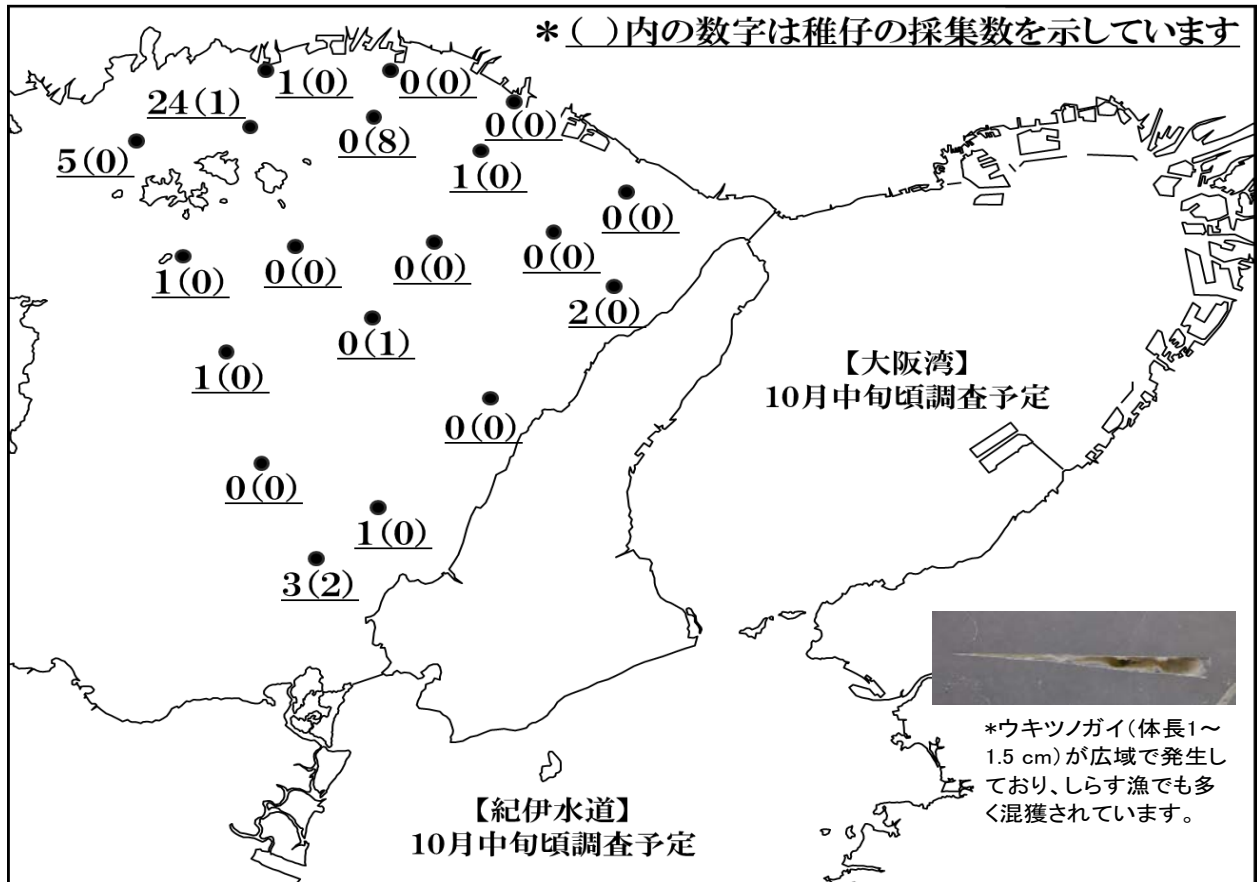 *( )内の数字は稚仔の採集数を示しています
1(0)
0(0)
24(1)
0(0)
0(8)
5(0)
1(0)
0(0)
0(0)
1(0)
0(0)
0(0)
2(0)
0(1)
1(0)
【大阪湾】
10月中旬頃調査予定
0(0)
0(0)
1(0)
3(2)
*ウキツノガイ(体長1～
1.5 cm)が広域で発生し
ており、しらす漁でも多
く混獲されています。
【紀伊水道】
10月中旬頃調査予定